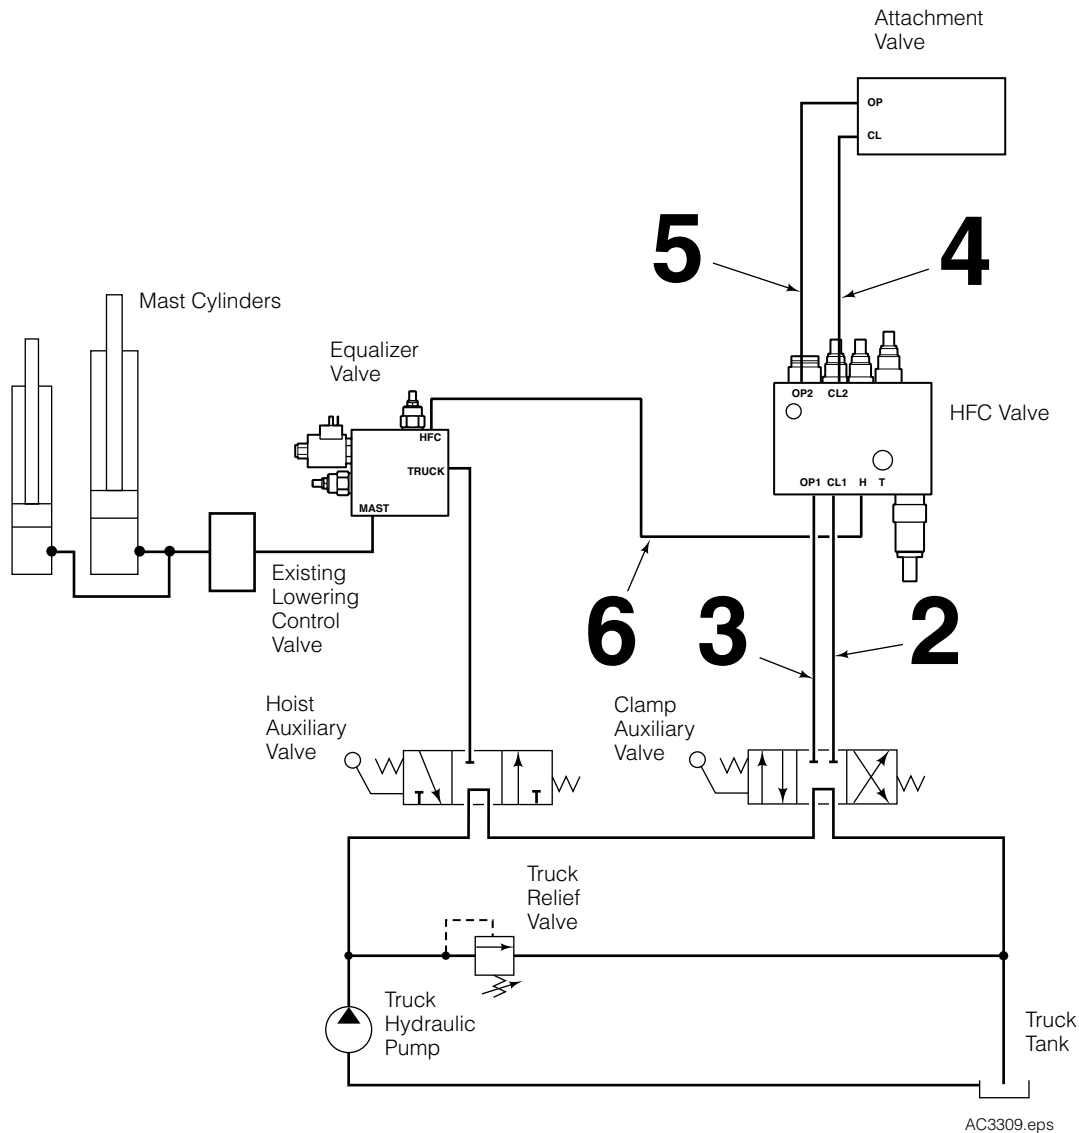 Attachment
Valve
OP
CL
5
4
Mast Cylinders
Equalizer
Valve
OP2
CL2
HFC Valve
HFC
TRUCK
MAST
OP1
CL1
H
T
Existing
Lowering
Control
Valve
6
3
2
Hoist
Auxiliary
Valve
Clamp
Auxiliary
Valve
Truck
Relief
Valve
Truck
Hydraulic
Pump
Truck
Tank
AC3309.eps